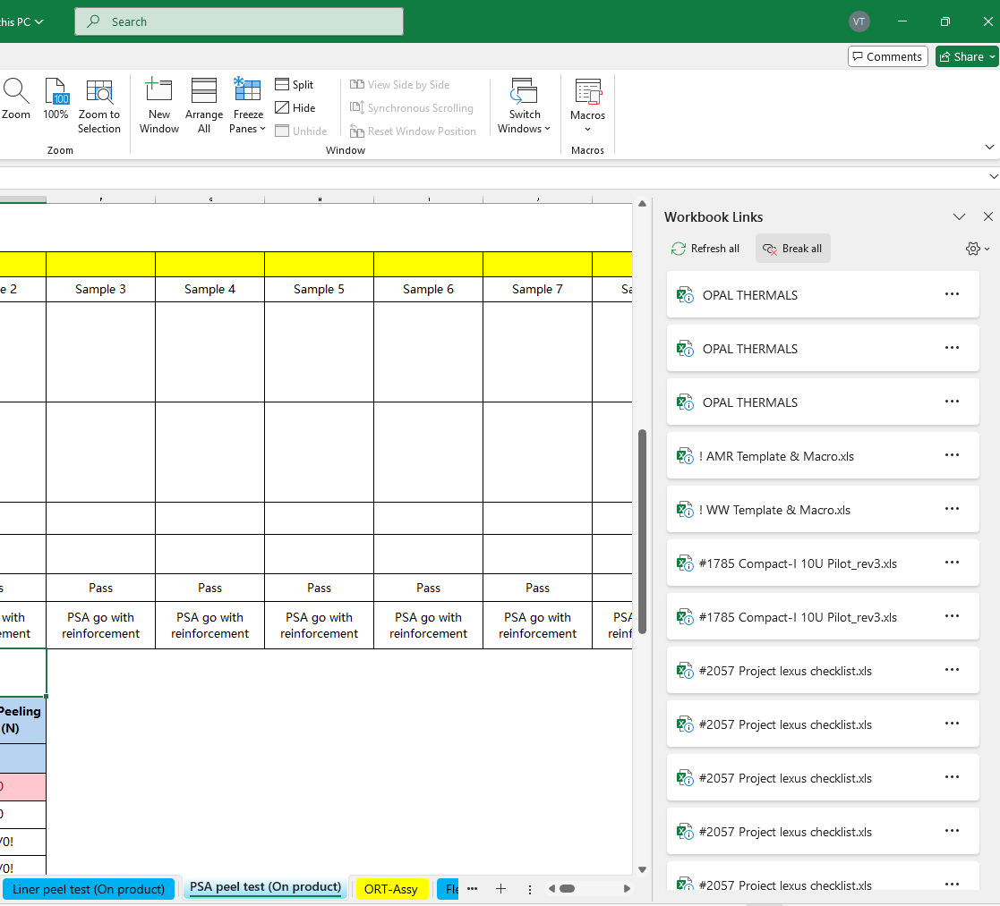 his PC
Search
VT
Comments
Share
Zoom
100
100%
Zoom to
Selection
Zoom
New
Window
Arrange
All
Freeze
Panes
Split
Hide
Unhide
View Side by Side
Synchronous Scrolling
Reset Window Position
Window
Switch
Windows
Macros
Macros
F G H I J
e 2 Sample 3 Sample 4 Sample 5 Sample 6 Sample 7 Sa
s Pass Pass Pass Pass Pass
with PSA go with PSA go with PSA go with PSA go with PSA go with PSA
ement reinforcement reinforcement reinforcement reinforcement reinforcement reinf
Peeling
(N)
0
0
/0!
/0!
Liner peel test (On product) PSA peel test (On product) ORT-Assy Fle
Workbook Links
Refresh all Break all
OPAL THERMALS
OPAL THERMALS
OPAL THERMALS
! AMR Template & Macro.xls
! WW Template & Macro.xls
#1785 Compact-I 10U Pilot_rev3.xls
#1785 Compact-I 10U Pilot_rev3.xls
#2057 Project lexus checklist.xls
#2057 Project lexus checklist.xls
#2057 Project lexus checklist.xls
#2057 Project lexus checklist.xls
#2057 Project lexus checklist.xls